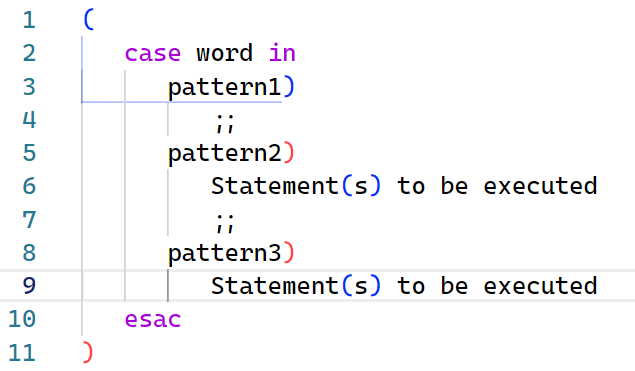 1 (
2 case word in
3 pattern1)
4 ;;
5 pattern2)
6 Statement(s) to be executed
7 ;;
8 pattern3)
9 Statement(s) to be executed
10 esac
11 )